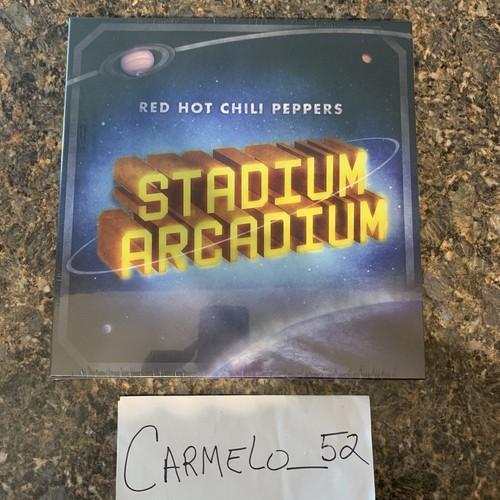 RED HOT CHILI PEPPERS
STADIUM
ARCADIUM
CARMELO_52